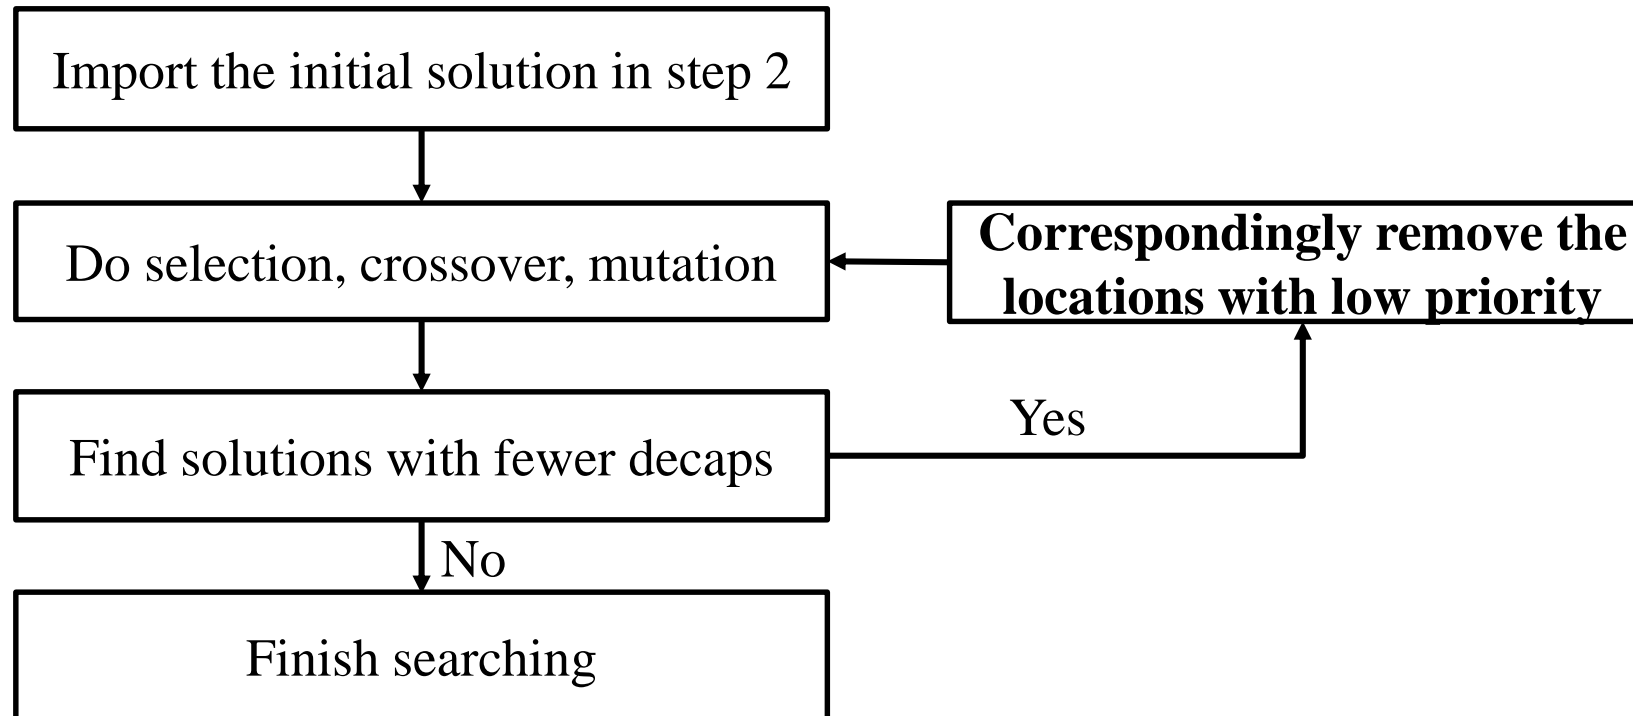 Import the initial solution in step 2
Do selection, crossover, mutation
Correspondingly remove the
locations with low priority
Find solutions with fewer decaps
Yes
No
Finish searching